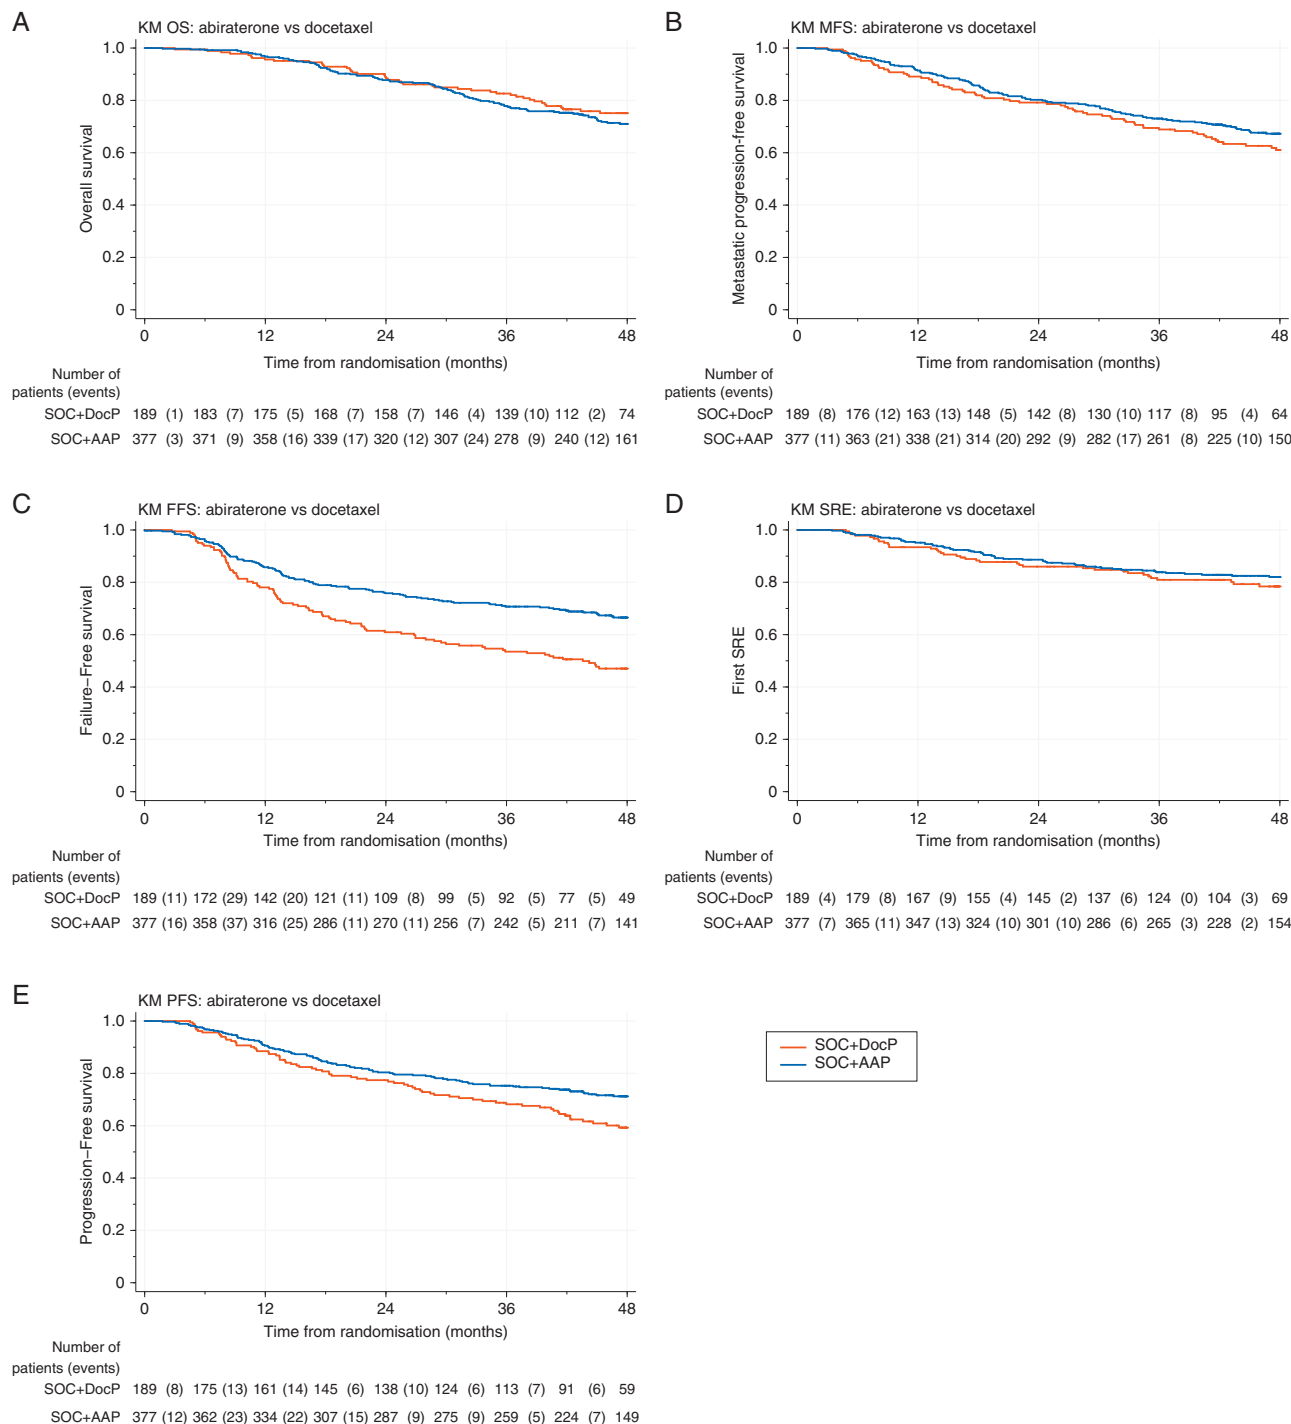 A
KM OS: abiraterone vs docetaxel
1.0
0.8
0.6
0.4
0.2
0
Overall survival
0 12 24 36 48
Time from randomisation (months)
Number of
patients (events)
SOC+DocP 189 (1) 183 (7) 175 (5) 168 (7) 158 (7) 146 (4) 139 (10) 112 (2) 74
SOC+AAP 377 (3) 371 (9) 358 (16) 339 (17) 320 (12) 307 (24) 278 (9) 240 (12) 161
B
KM MFS: abiraterone vs docetaxel
1.0
0.8
0.6
0.4
0.2
0
Metastatic progression-free survival
0 12 24 36 48
Time from randomisation (months)
Number of
patients (events)
SOC+DocP 189 (8) 176 (12) 163 (13) 148 (5) 142 (8) 130 (10) 117 (8) 95 (4) 64
SOC+AAP 377 (11) 363 (21) 338 (21) 314 (20) 292 (9) 282 (17) 261 (8) 225 (10) 150
C
KM FFS: abiraterone vs docetaxel
1.0
0.8
0.6
0.4
0.2
0
Failure–Free survival
0 12 24 36 48
Time from randomisation (months)
Number of
patients (events)
SOC+DocP 189 (11) 172 (29) 142 (20) 121 (11) 109 (8) 99 (5) 92 (5) 77 (5) 49
SOC+AAP 377 (16) 358 (37) 316 (25) 286 (11) 270 (11) 256 (7) 242 (5) 211 (7) 141
D
KM SRE: abiraterone vs docetaxel
1.0
0.8
0.6
0.4
0.2
0
First SRE
0 12 24 36 48
Time from randomisation (months)
Number of
patients (events)
SOC+DocP 189 (4) 179 (8) 167 (9) 155 (4) 145 (2) 137 (6) 124 (0) 104 (3) 69
SOC+AAP 377 (7) 365 (11) 347 (13) 324 (10) 301 (10) 286 (6) 265 (3) 228 (2) 154
E
KM PFS: abiraterone vs docetaxel
1.0
0.8
0.6
0.4
0.2
0
Progression–Free survival
0 12 24 36 48
Time from randomisation (months)
Number of
patients (events)
SOC+DocP 189 (8) 175 (13) 161 (14) 145 (6) 138 (10) 124 (6) 113 (7) 91 (6) 59
SOC+AAP 377 (12) 362 (23) 334 (22) 307 (15) 287 (9) 275 (9) 259 (5) 224 (7) 149
SOC+DocP
SOC+AAP